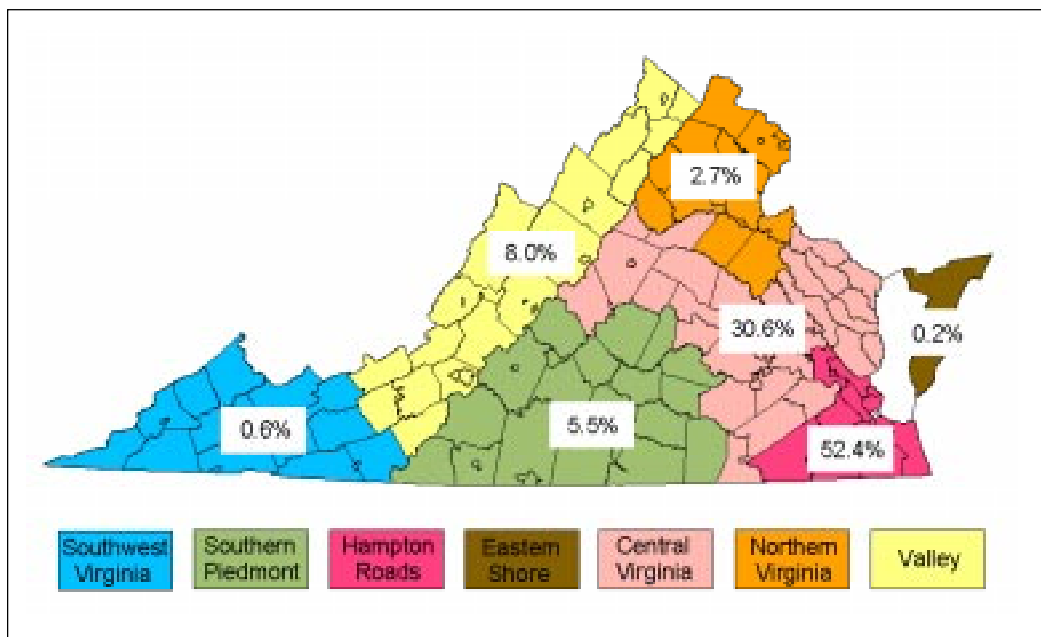 2.7%
8.0%
30.6%
0.2%
0.6%
5.5%
52.4%
Southwest
Virginia
Southern
Piedmont
Hampton
Roads
Eastern
Shore
Central
Virginia
Northern
Virginia
Valley